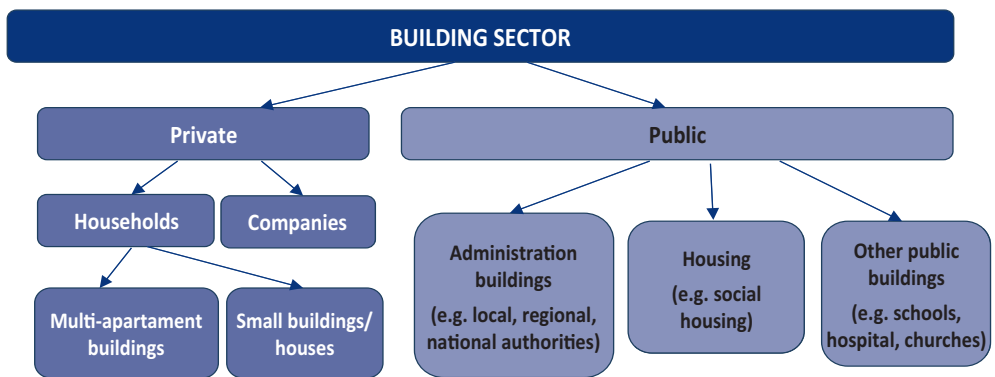 BUILDING SECTOR
Private
Public
Households
Companies
Administration
buildings
(e.g. local, regional,
national authorities)
Housing
(e.g. social
housing)
Other public
buildings
(e.g. schools,
hospital, churches)
Multi-apartament
buildings
Small buildings/
houses